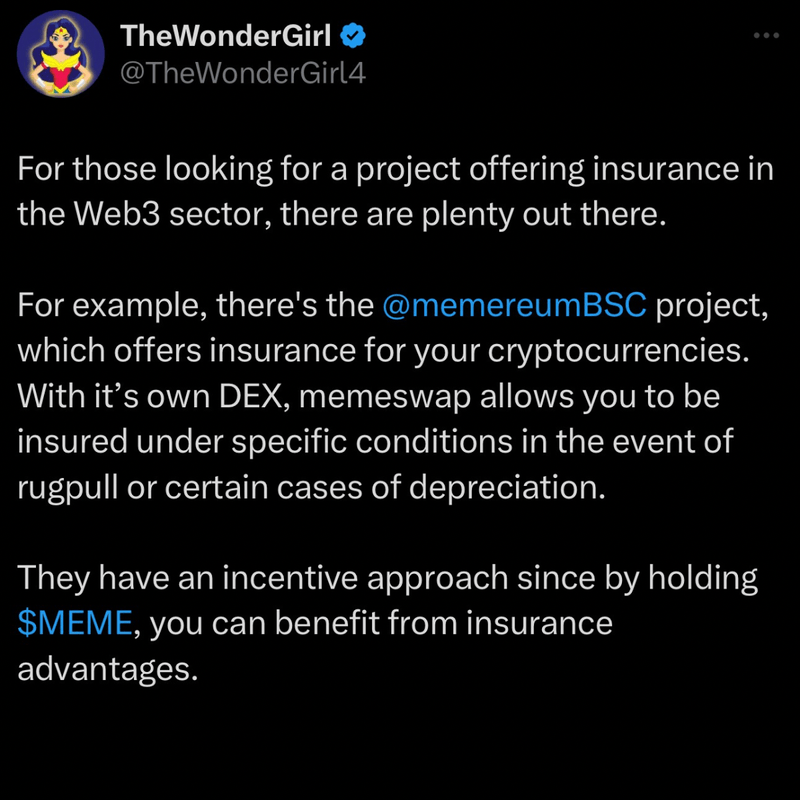 TheWonderGirl
@TheWonderGirl4
For those looking for a project offering insurance in
the Web3 sector, there are plenty out there.
For example, there's the @memereumBSC project,
which offers insurance for your cryptocurrencies.
With it’s own DEX, memeswap allows you to be
insured under specific conditions in the event of
rugpull or certain cases of depreciation.
They have an incentive approach since by holding
$MEME, you can benefit from insurance
advantages.